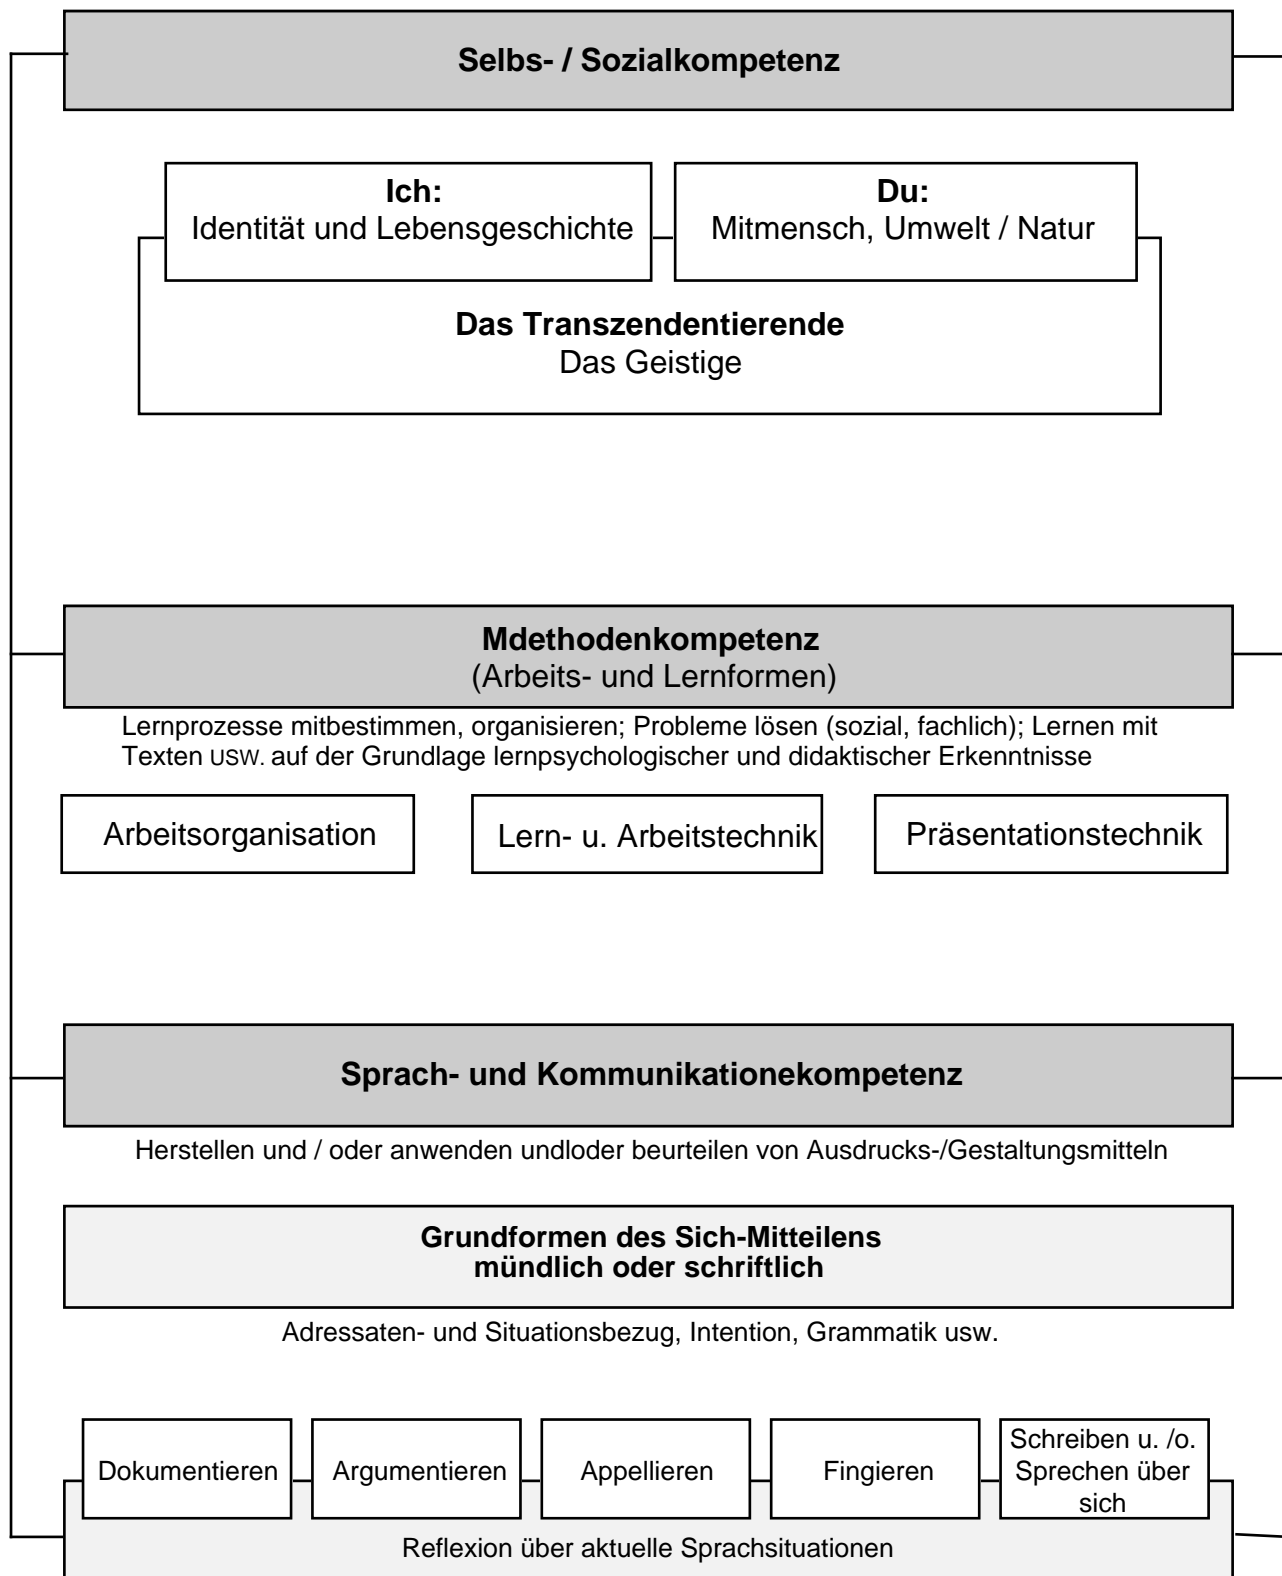 Selbs- / Sozialkompetenz
Ich:
Identität und Lebensgeschichte
Du:
Mitmensch, Umwelt / Natur
Das Transzendentierende
Das Geistige
Mdethodenkompetenz
(Arbeits- und Lernformen)
Lernprozesse mitbestimmen, organisieren; Probleme lösen (sozial, fachlich); Lernen mit
Texten USW. auf der Grundlage lernpsychologischer und didaktischer Erkenntnisse
Arbeitsorganisation
Lern- u. Arbeitstechnik
Präsentationstechnik
Sprach- und Kommunikationekompetenz
Herstellen und / oder anwenden undloder beurteilen von Ausdrucks-/Gestaltungsmitteln
Grundformen des Sich-Mitteilens
mündlich oder schriftlich
Adressaten- und Situationsbezug, Intention, Grammatik usw.
Dokumentieren
Argumentieren
Appellieren
Fingieren
Schreiben u. /o.
Sprechen über
sich
Reflexion über aktuelle Sprachsituationen